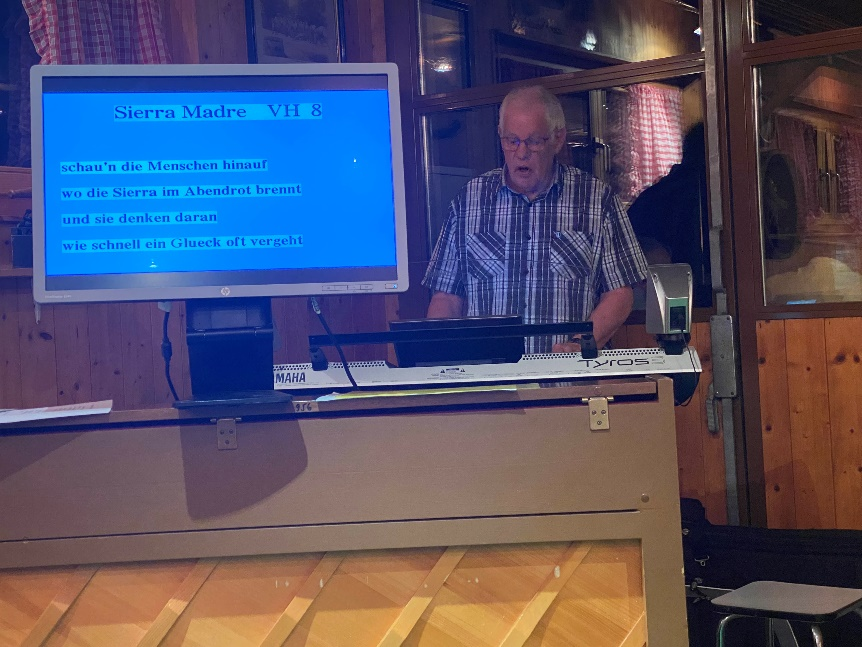 Sierra Madre VH 8
schau'n die Menschen hinauf
wo die Sierra im Abendrot brennt
und sie denken daran
wie schnell ein Glueck oft vergeht
hp
MAHA
Tyros